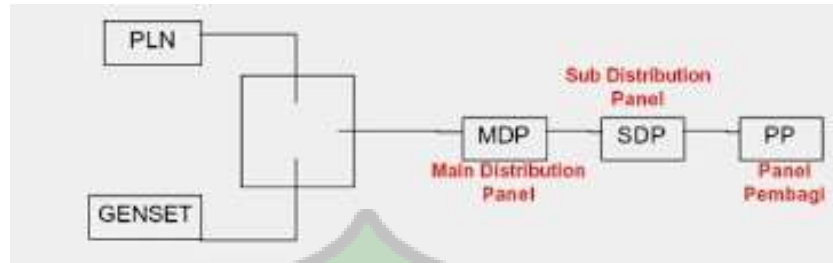 PLN
Sub Distribution
Panel
MDP
SDP
PP
Main Distribution
Panel
Panel
Pembagi
GENSET